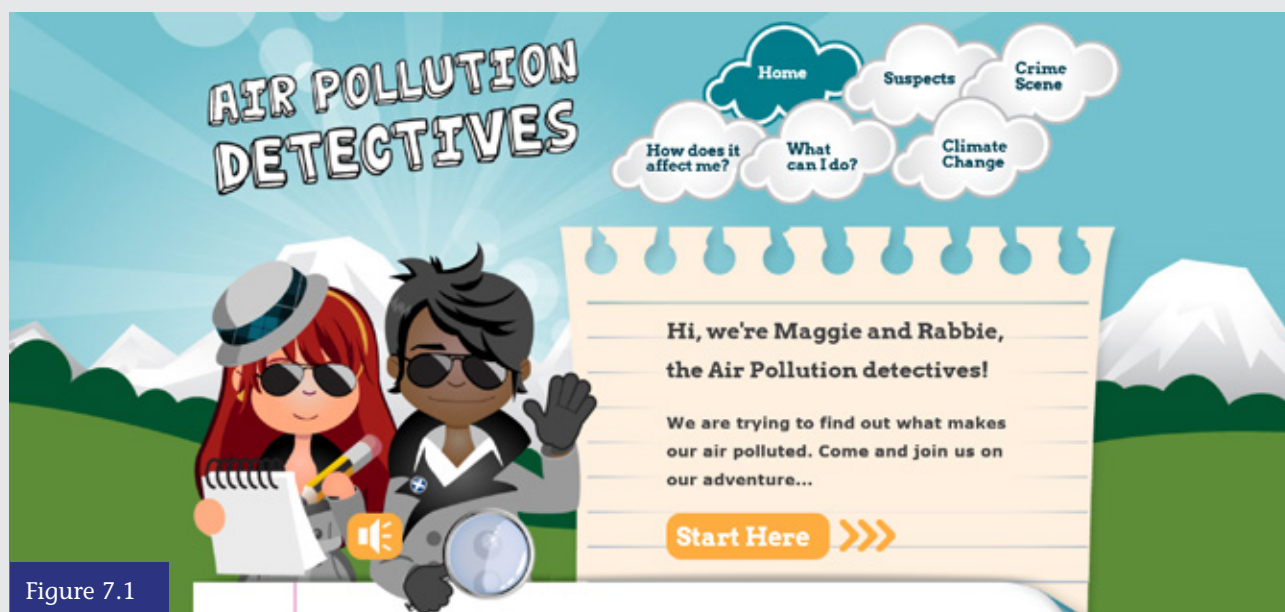 AIR POLLUTION
DETECTIVES
Home
Suspects
Crime
Scene
How does it
affect me?
What
can I do?
Climate
Change
Hi, we're Maggie and Rabbie,
the Air Pollution detectives!
We are trying to find out what makes
our air polluted. Come and join us on
our adventure...
Start Here
Figure 7.1